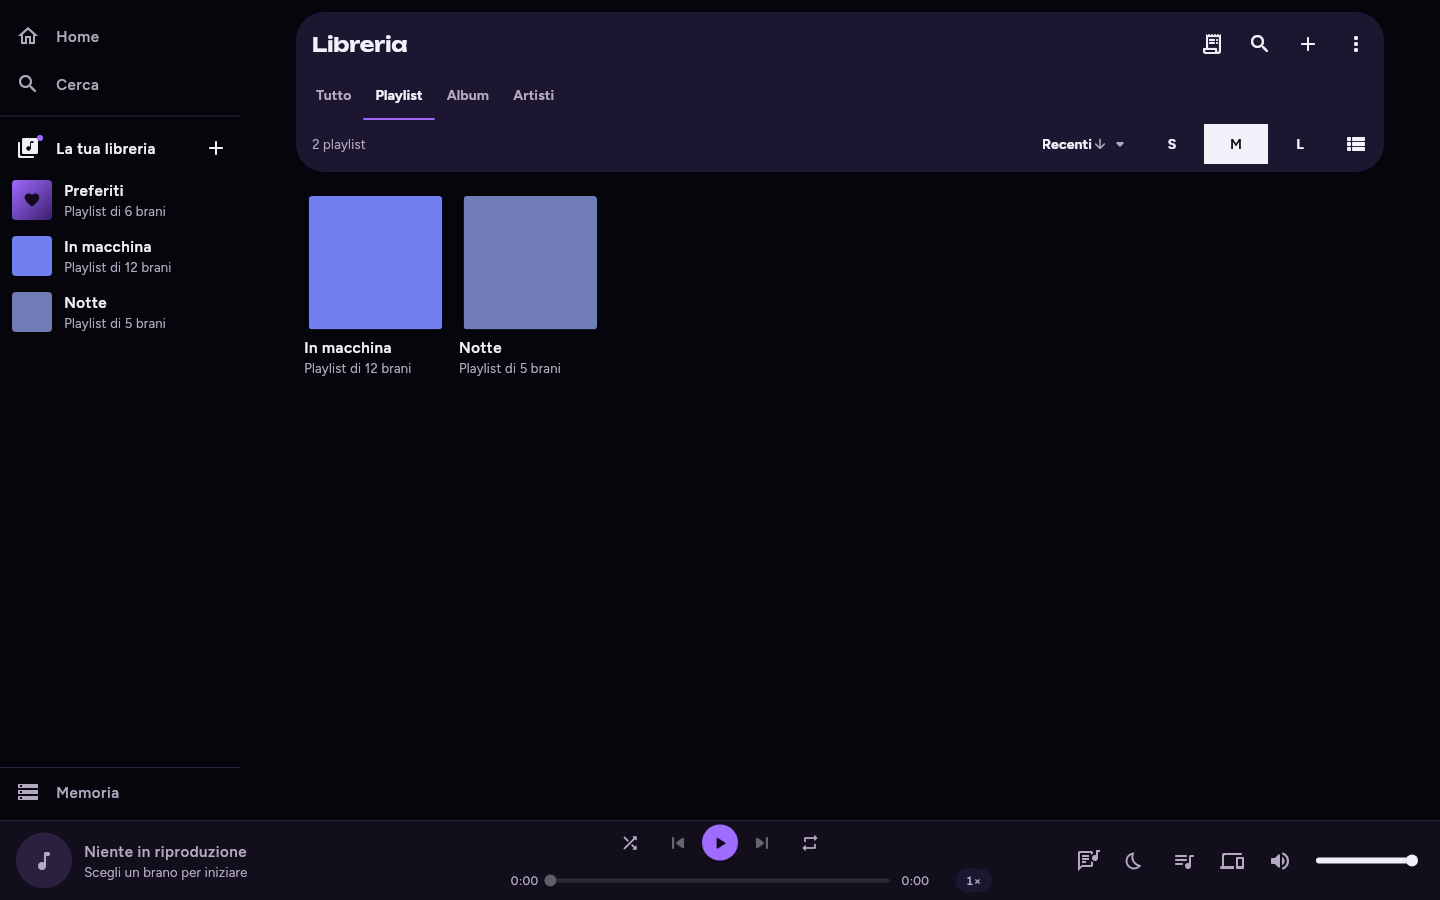 Home
Cerca
La tua libreria
Preferiti
Playlist di 6 brani
In macchina
Playlist di 12 brani
Notte
Playlist di 5 brani
Memoria
Libreria
Tutto Playlist Album Artisti
2 playlist
Recenti S M L
In macchina
Playlist di 12 brani
Notte
Playlist di 5 brani
Niente in riproduzione
Scegli un brano per iniziare
0:00 0:00 1×